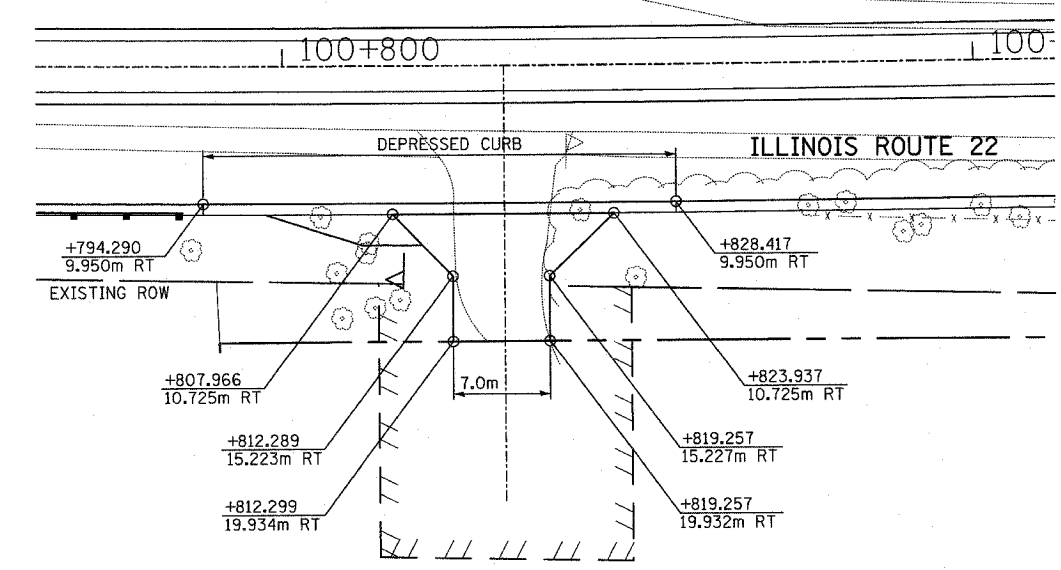 100+800
100-
DEPRESSED CURB
ILLINOIS ROUTE 22
+794.290
9.950m RT
+828.417
9.950m RT
EXISTING ROW
+807.966
10.725m RT
7.0m
+823.937
10.725m RT
+812.289
15.223m RT
+819.257
15.227m RT
+812.299
19.934m RT
+819.257
19.932m RT
x x x x x